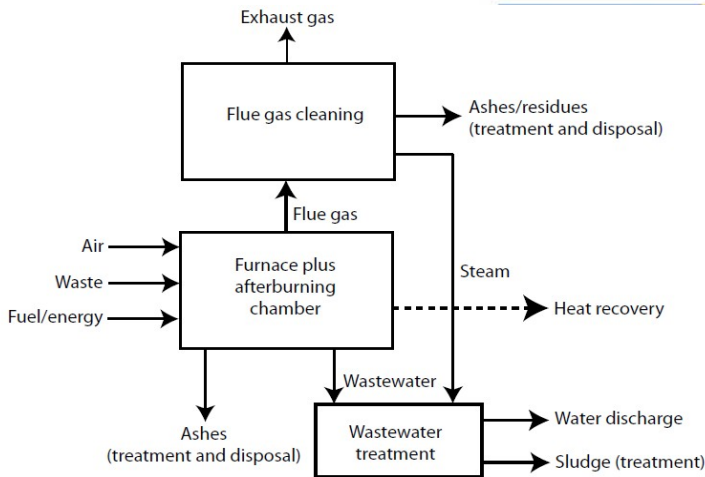 Exhaust gas
Flue gas cleaning
Ashes/residues
(treatment and disposal)
Flue gas
Air
Waste
Fuel/energy
Furnace plus
afterburning
chamber
Steam
Heat recovery
Wastewater
Ashes
(treatment and disposal)
Wastewater
treatment
Water discharge
Sludge (treatment)